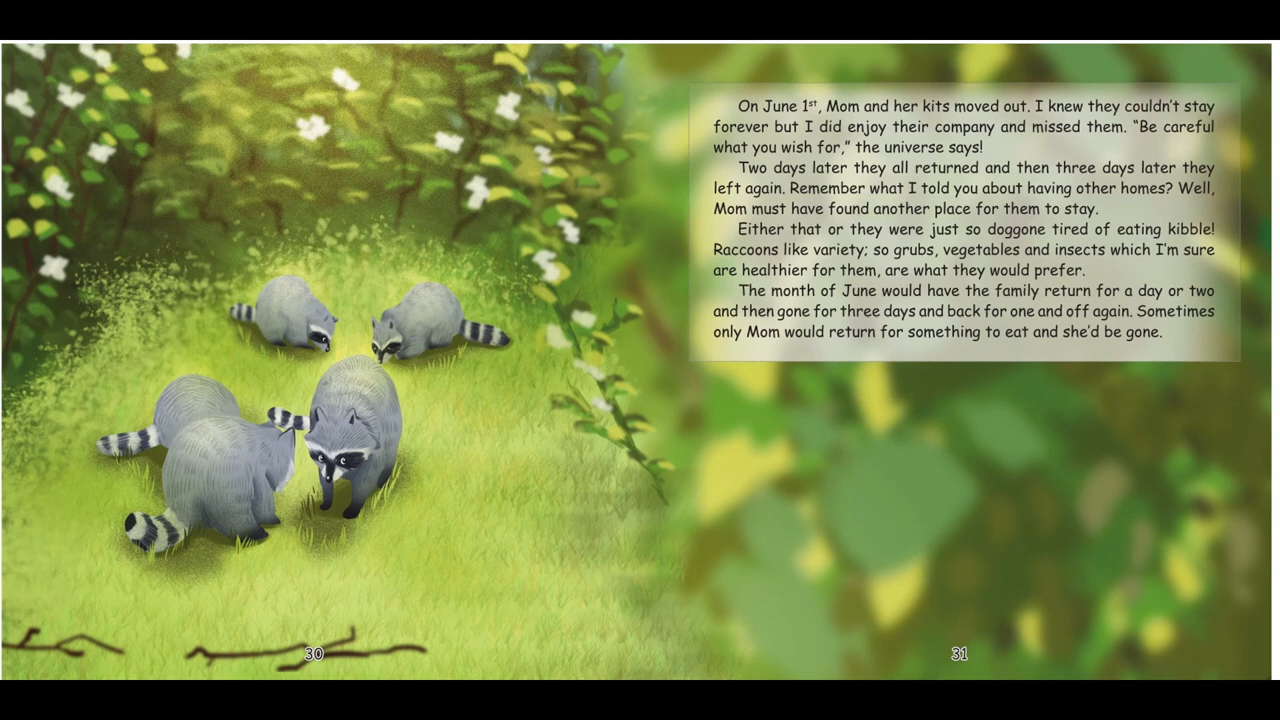 On June 1st, Mom and her kits moved out. I knew they couldn't stay
forever but I did enjoy their company and missed them. “Be careful
what you wish for,” the universe says!
Two days later they all returned and then three days later they
left again. Remember what I told you about having other homes? Well,
Mom must have found another place for them to stay.
Either that or they were just so doggone tired of eating kibble!
Raccoons like variety; so grubs, vegetables and insects which I'm sure
are healthier for them, are what they would prefer.
The month of June would have the family return for a day or two
and then gone for three days and back for one and off again. Sometimes
only Mom would return for something to eat and she'd be gone.
30
31